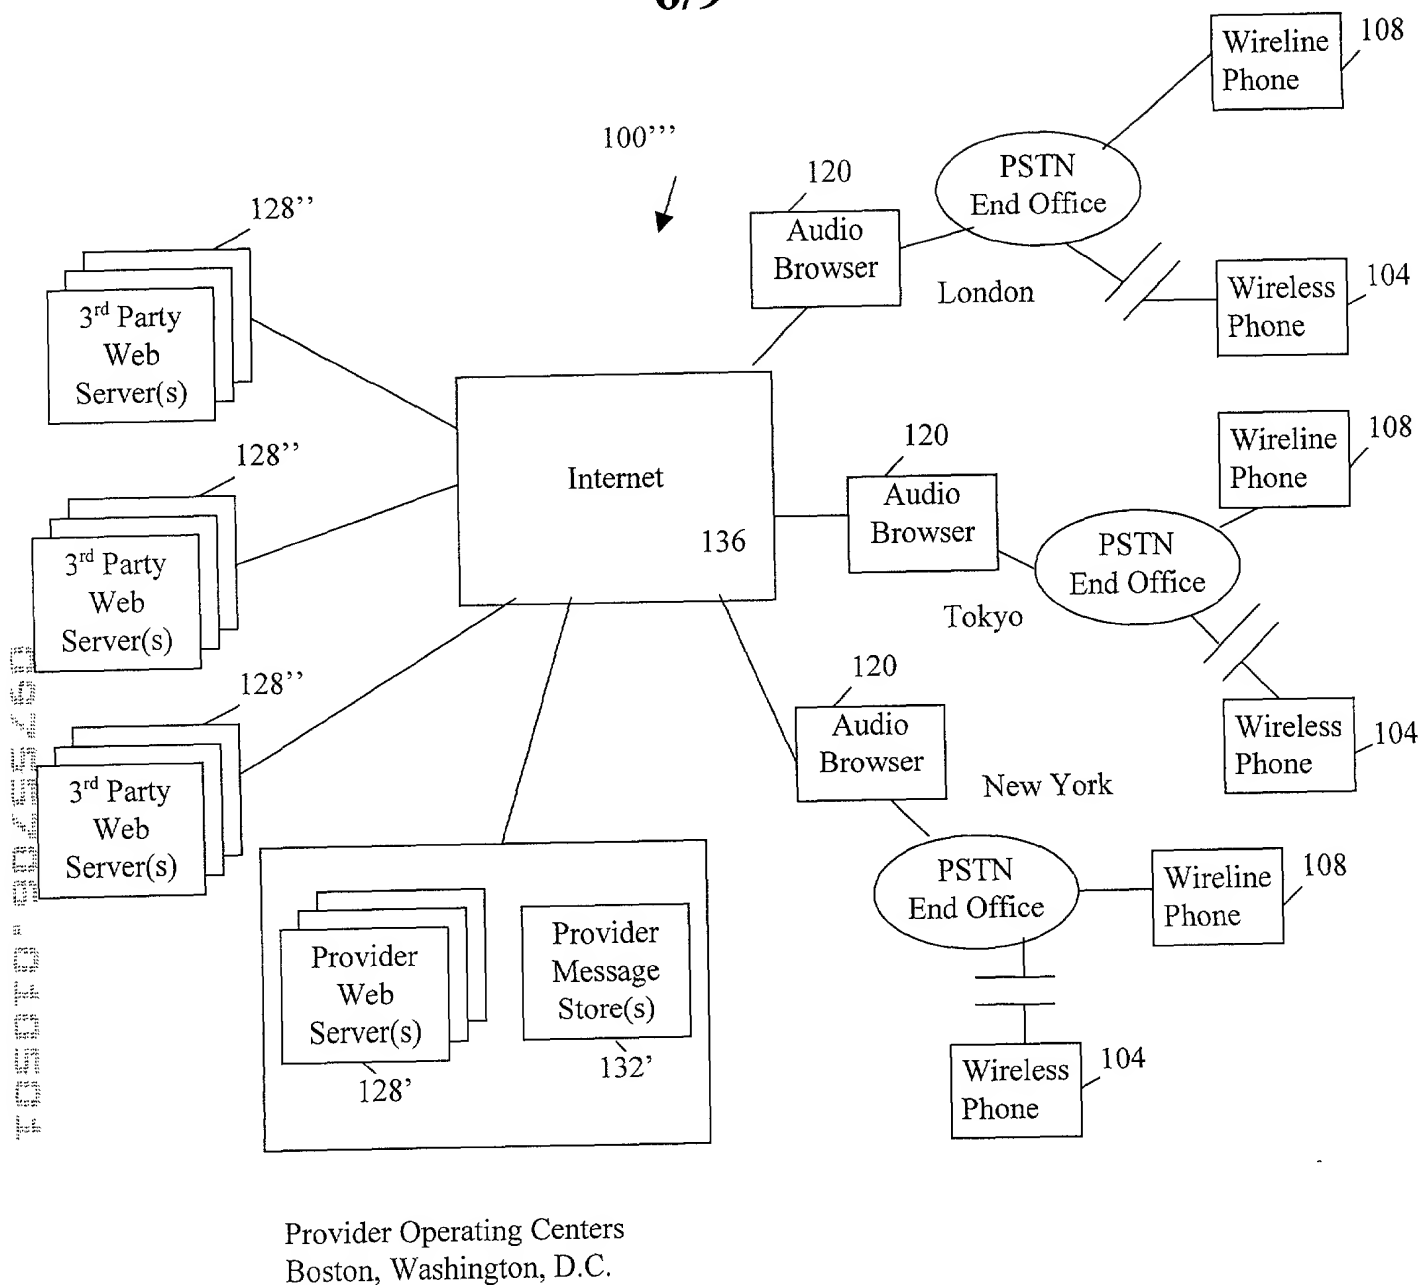 6/9
Wireline
Phone
108
100’’’
120
PSTN
End Office
Audio
Browser
London
Wireless
Phone
104
128’’
3rd Party
Web
Server(s)
Internet
136
120
Audio
Browser
Wireline
Phone
108
PSTN
End Office
Tokyo
128’’
3rd Party
Web
Server(s)
Wireless
Phone
104
120
Audio
Browser
New York
128’’
3rd Party
Web
Server(s)
PSTN
End Office
Wireline
Phone
108
Wireless
Phone
104
Provider
Web
Server(s)
128'
Provider
Message
Store(s)
132'
Provider Operating Centers
Boston, Washington, D.C.